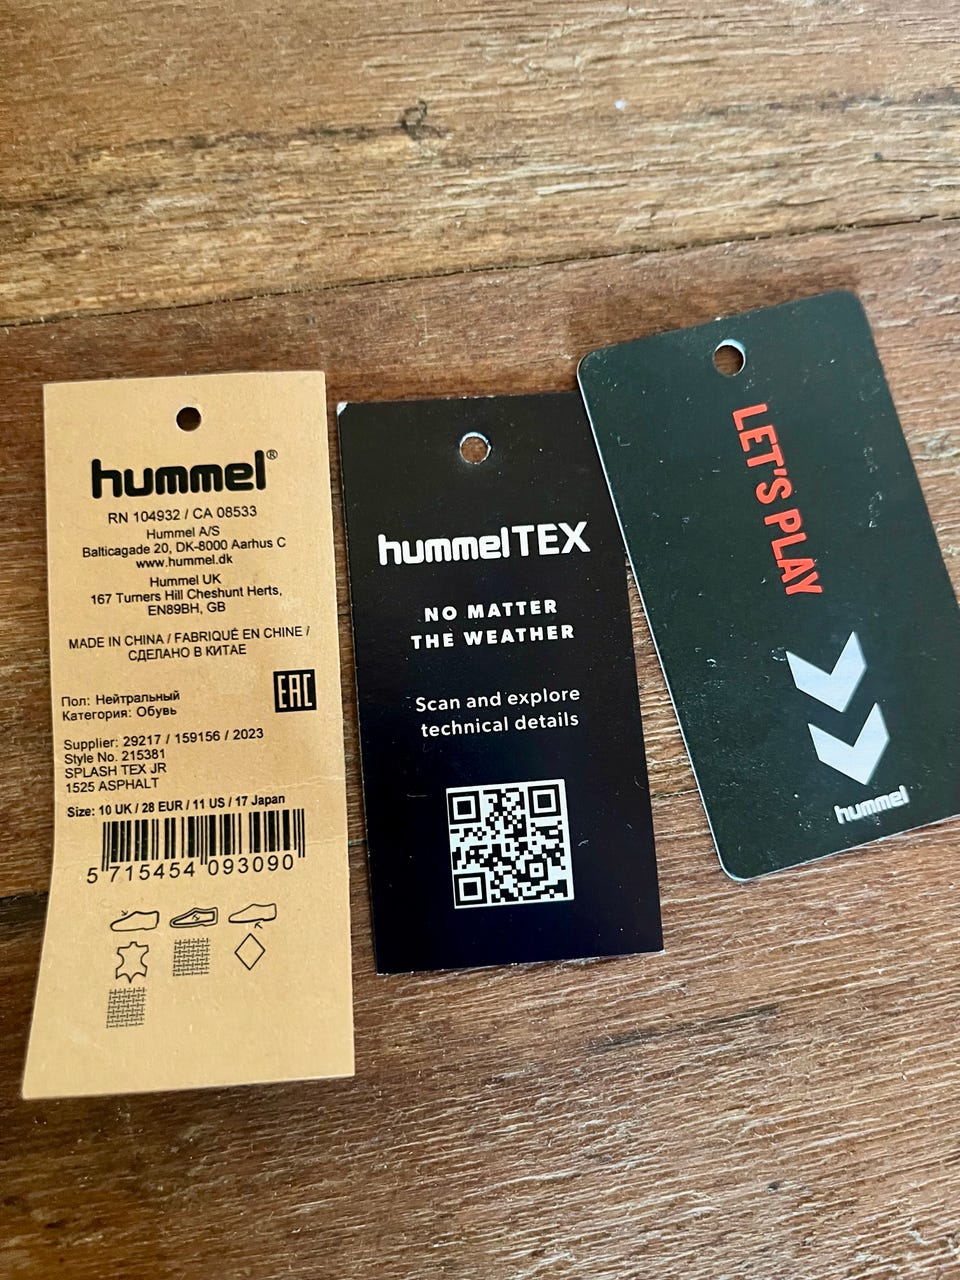 hummel®
RN 104932 / CA 08533
Hummel A/S
Balticagade 20, DK-8000 Aarhus C
www.hummel.dk
Hummel UK
167 Turners Hill Cheshunt Herts,
EN89BH, GB
MADE IN CHINA / FABRIQUÉ EN CHINE /
СДЕЛАНО В КИТАЕ
EAC
Пол: Нейтральный
Категория: Обувь
Supplier: 29217 / 159156 / 2023
Style No. 215381
SPLASH TEX JR
1525 ASPHALT
Size: 10 UK / 28 EUR / 11 US / 17 Japan
5 715454 093090
hummelTEX
NO MATTER
THE WEATHER
Scan and explore
technical details
LET'S PLAY
hummel